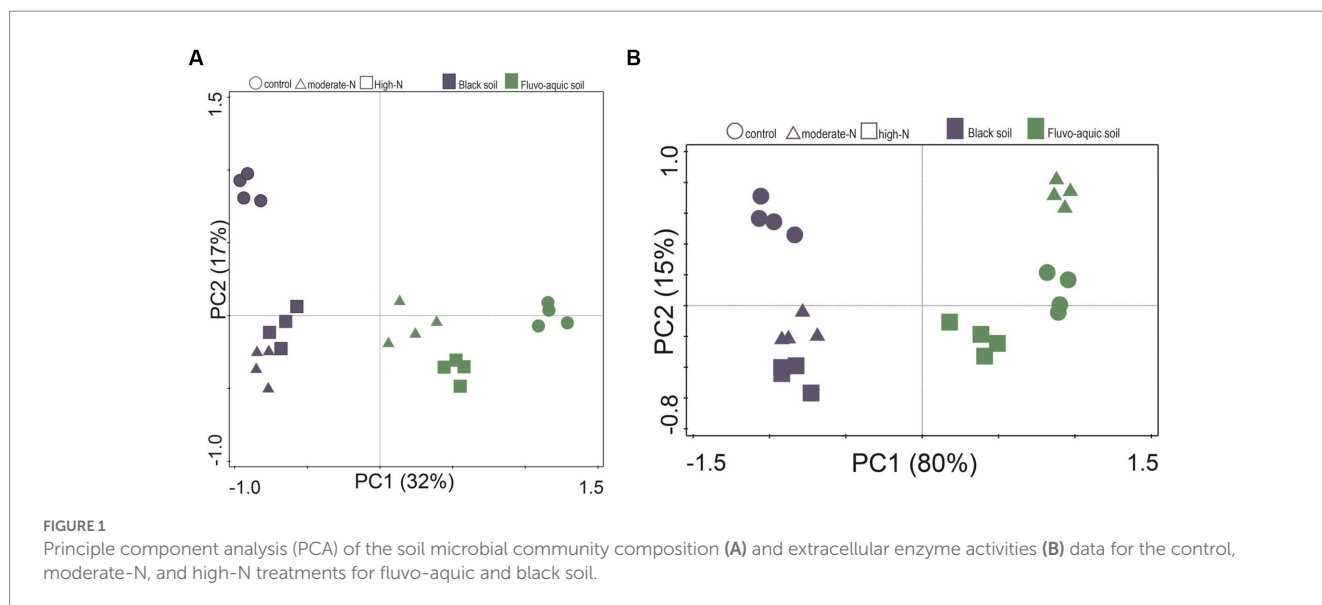 A
control moderate-N High-N Black soil Fluvo-aquic soil
1.5
PC2 (17%)
-1.0
-1.0 PC1 (32%) 1.5
B
control moderate-N high-N Black soil Fluvo-aquic soil
1.0
PC2 (15%)
-0.8
-1.5 PC1 (80%) 1.5
FIGURE 1
Principle component analysis (PCA) of the soil microbial community composition (A) and extracellular enzyme activities (B) data for the control,
moderate-N, and high-N treatments for fluvo-aquic and black soil.